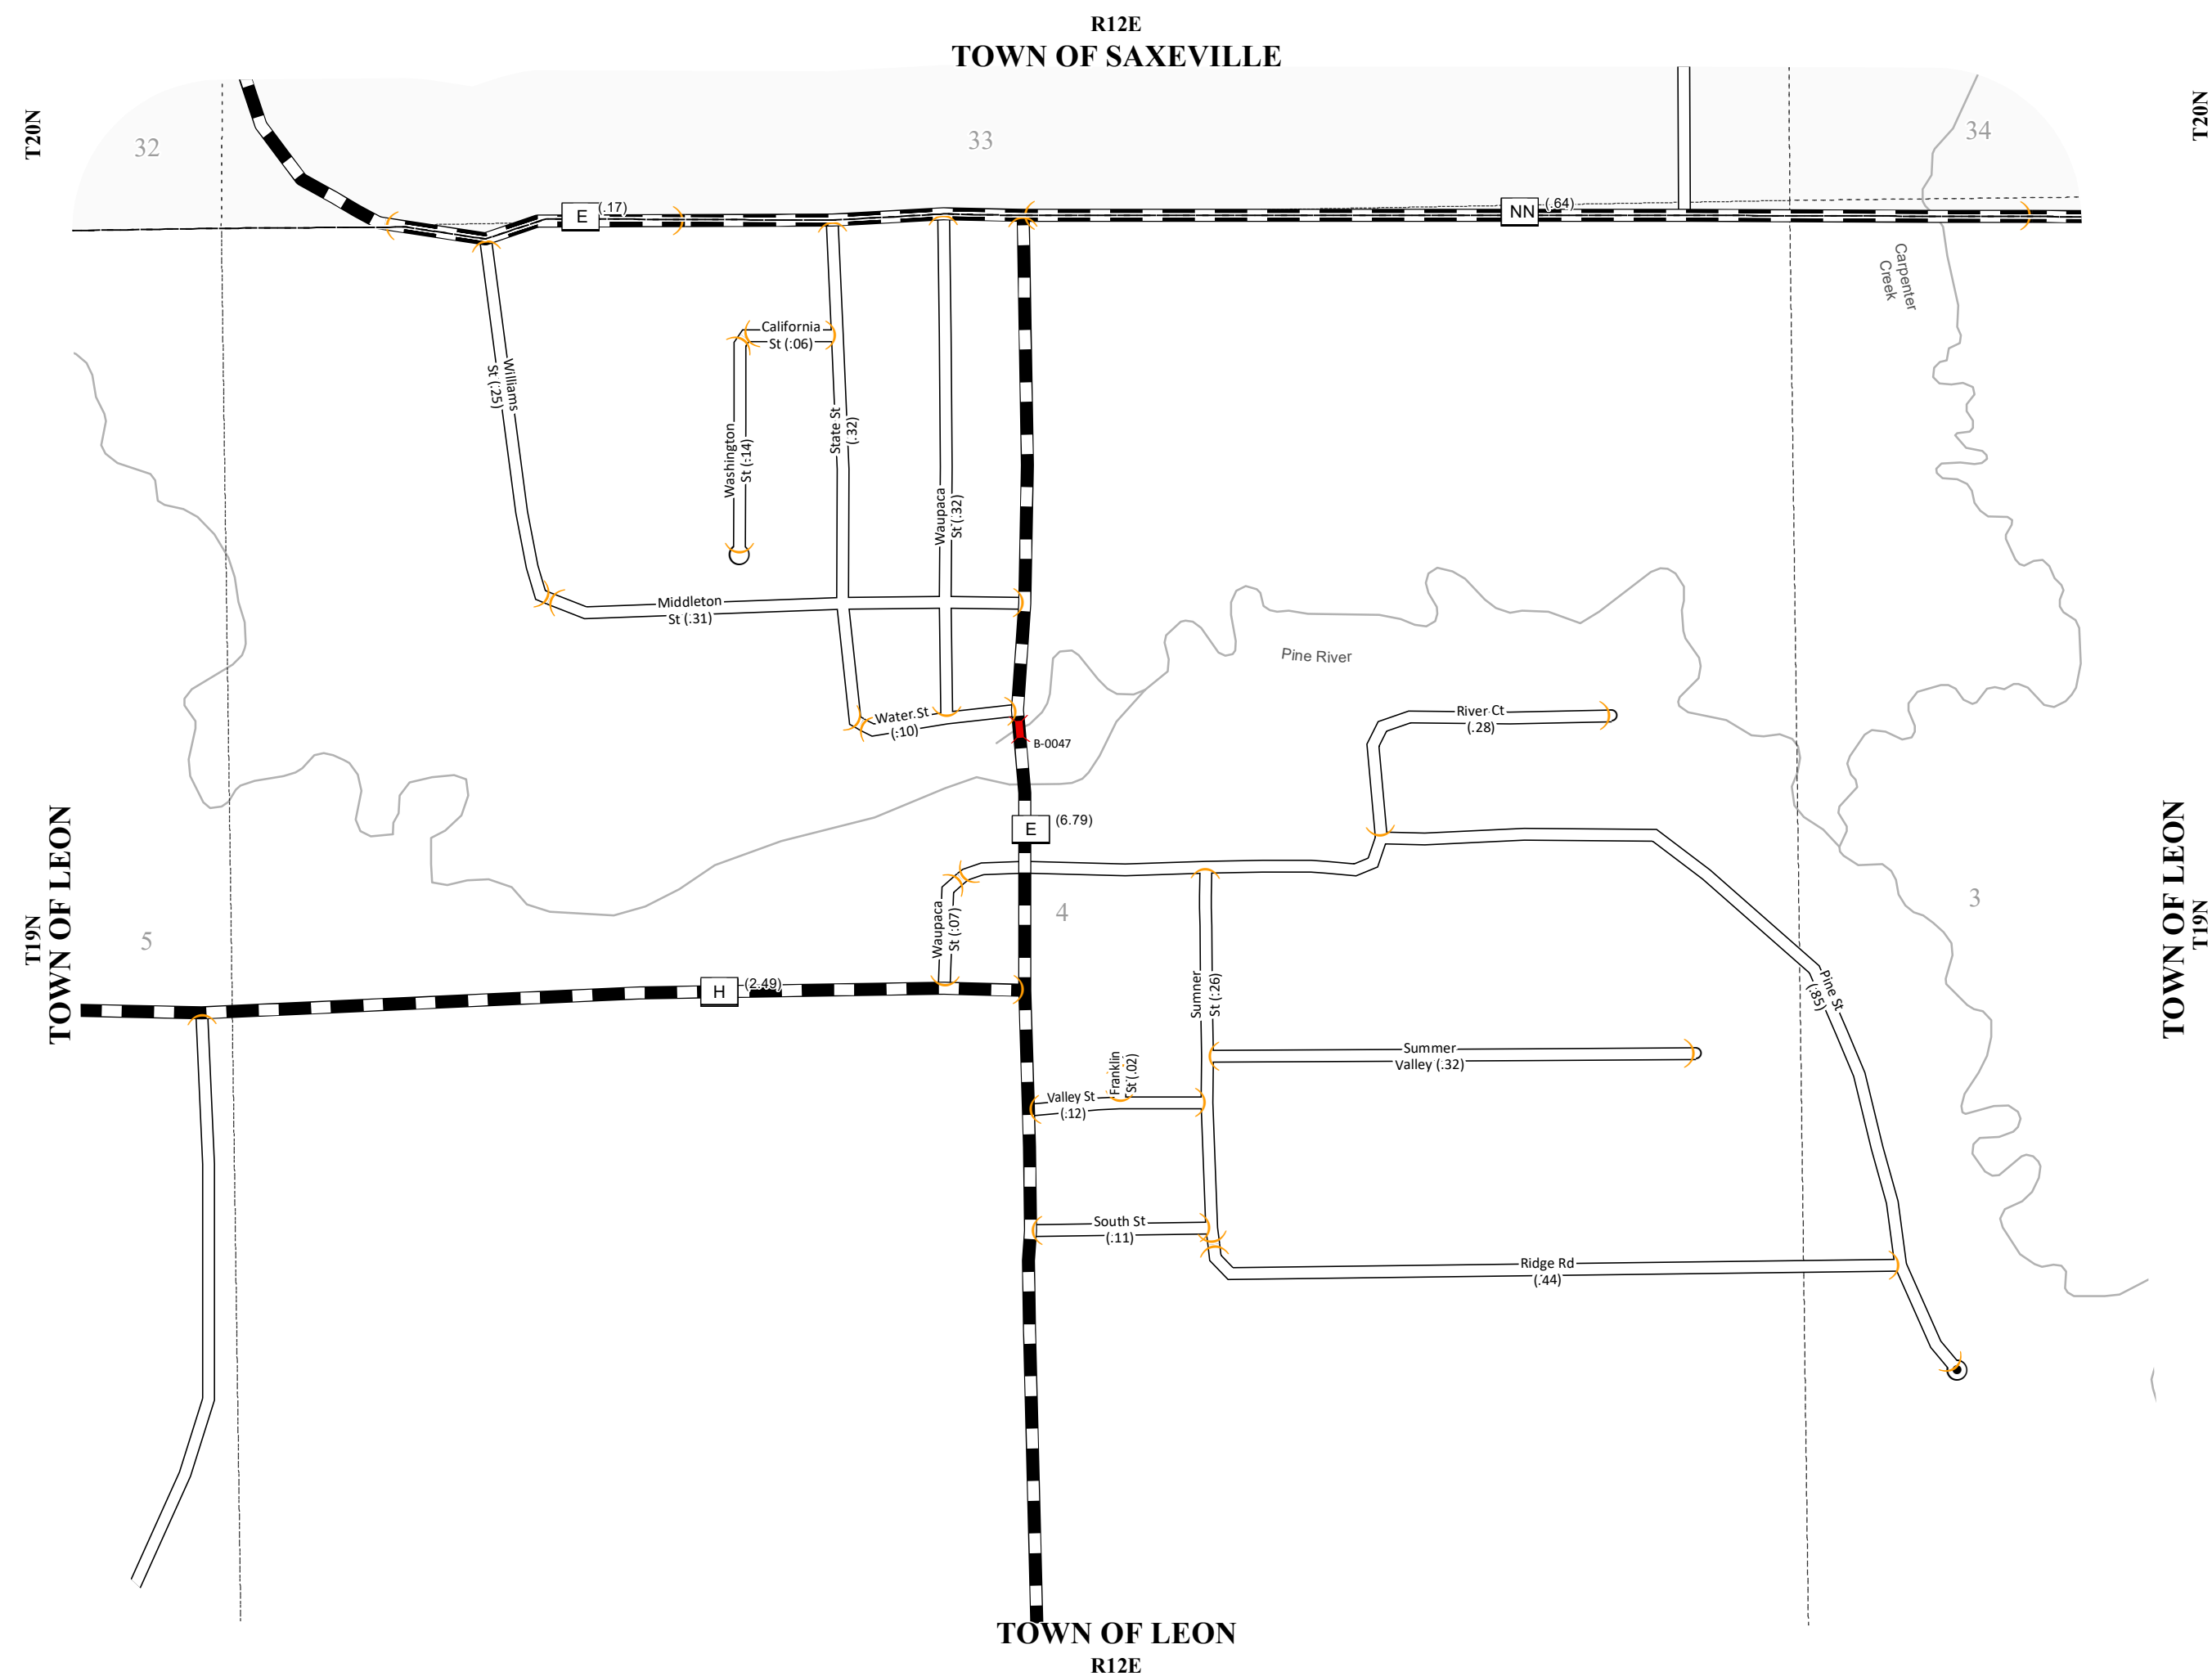 R12E
TOWN OF SAXEVILLE
T20N
T20N
32
33
34
E
(.17)
NN
(.64)
Carpenter
Creek
California
St (.06)
Williams
St (.25)
Washington
St (.14)
State St
(.32)
Waupaca
St (.32)
Middleton
St (.31)
Pine River
Water St
(.10)
B-0047
River Ct
(.28)
E
(6.79)
TOWN OF LEON
T19N
TOWN OF LEON
T19N
5
4
3
Waupaca
St (.07)
H
(2.49)
Sumner
St (.26)
Pine St
(.85)
Summer
Valley (.32)
Franklin
St (.02)
Valley St
(.12)
South St
(.11)
Ridge Rd
(.44)
TOWN OF LEON
R12E